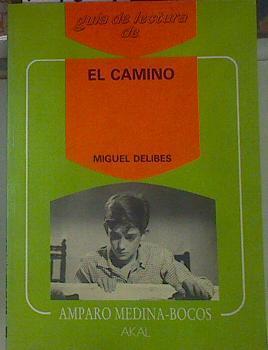 guía de lectura
de
EL CAMINO
MIGUEL DELIBES
AMPARO MEDINA-BOCOS
AKAL